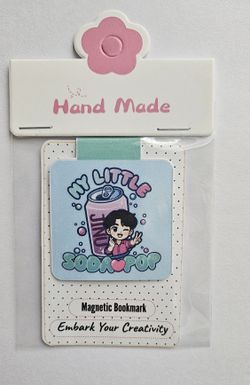 Hand Made
MY LITTLE
SODA POP
Magnetic Bookmark
Embark Your Creativity